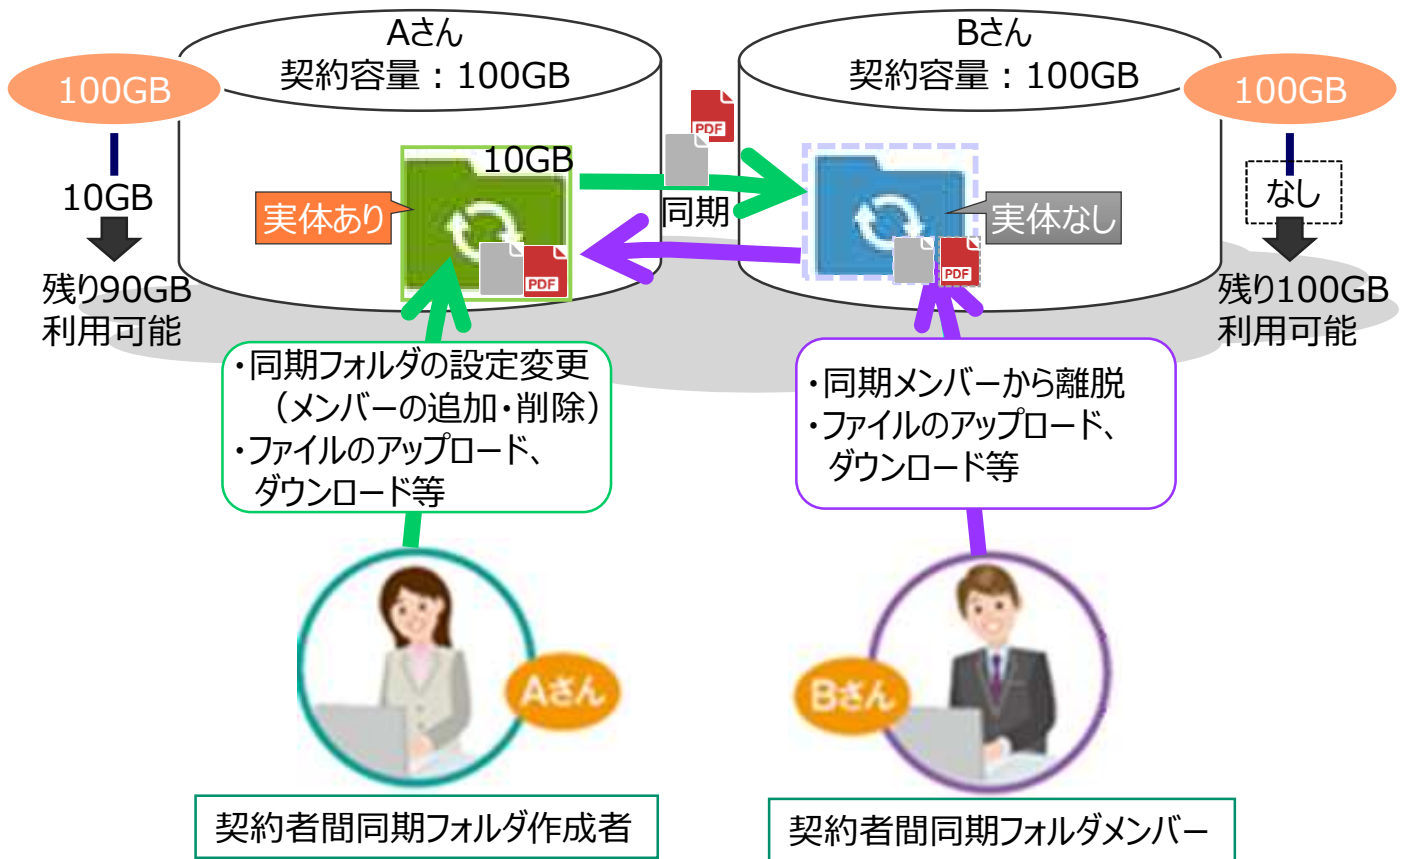 Aさん
契約容量：100GB
Bさん
契約容量：100GB
100GB
10GB
残り90GB
利用可能
実体あり
10GB
PDF
PDF
同期
PDF
実体なし
100GB
なし
残り100GB
利用可能
・同期フォルダの設定変更
（メンバーの追加・削除）
・ファイルのアップロード、
ダウンロード等
・同期メンバーから離脱
・ファイルのアップロード、
ダウンロード等
Aさん
Bさん
契約者間同期フォルダ作成者
契約者間同期フォルダメンバー